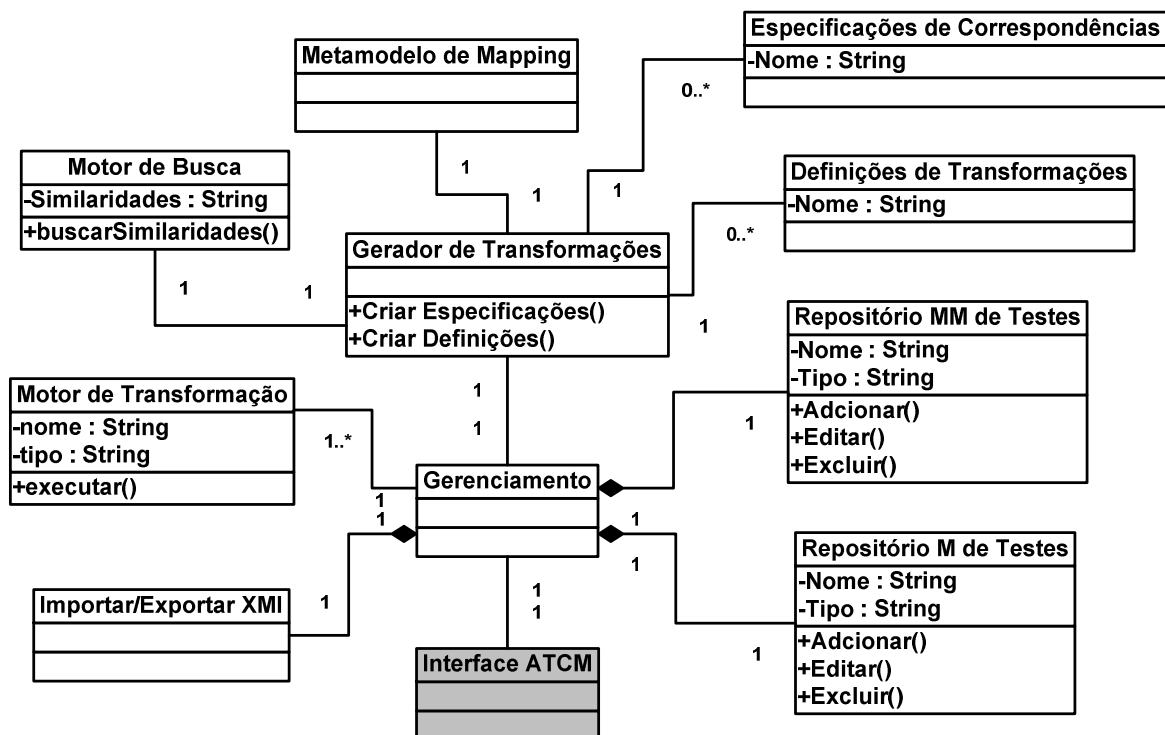 Especificações de Correspondências
-Nome : String
0..*
1
Metamodelo de Mapping
1
1
Motor de Busca
-Similaridades : String
+buscarSimilaridades()
1
1
Definições de Transformações
-Nome : String
0..*
1
Gerador de Transformações
+Criar Especificações()
+Criar Definições()
1
1
Repositório MM de Testes
-Nome : String
-Tipo : String
+Adcionar()
+Editar()
+Excluir()
1
1
Motor de Transformação
-nome : String
-tipo : String
+executar()
1..*
1
Gerenciamento
1
1
1
Repositório M de Testes
-Nome : String
-Tipo : String
+Adcionar()
+Editar()
+Excluir()
1
Importar/Exportar XMI
1
1
Interface ATCM